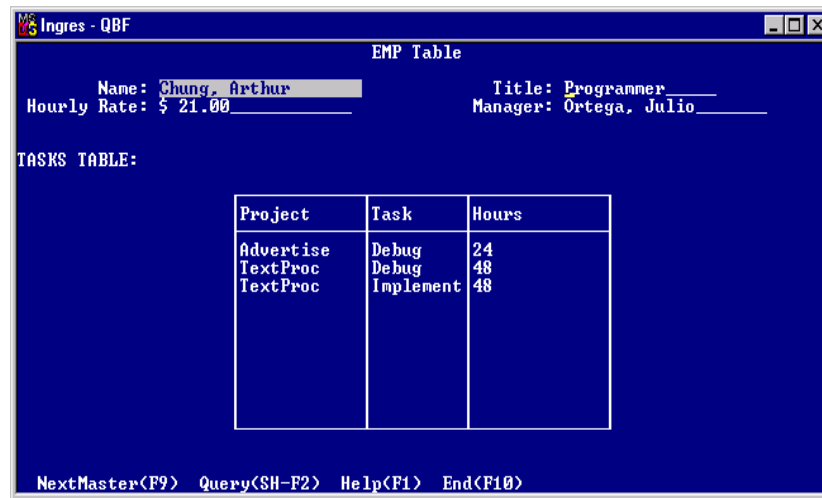 Ingres - QBF
EMP Table
Name: Chung, Arthur Title: Programmer
Hourly Rate: $ 21.00 Manager: Ortega, Julio
TASKS TABLE:
Project Task Hours
Advertise Debug 24
TextProc Debug 48
TextProc Implement 48
NextMaster(F9) Query(SH-F2) Help(F1) End(F10)